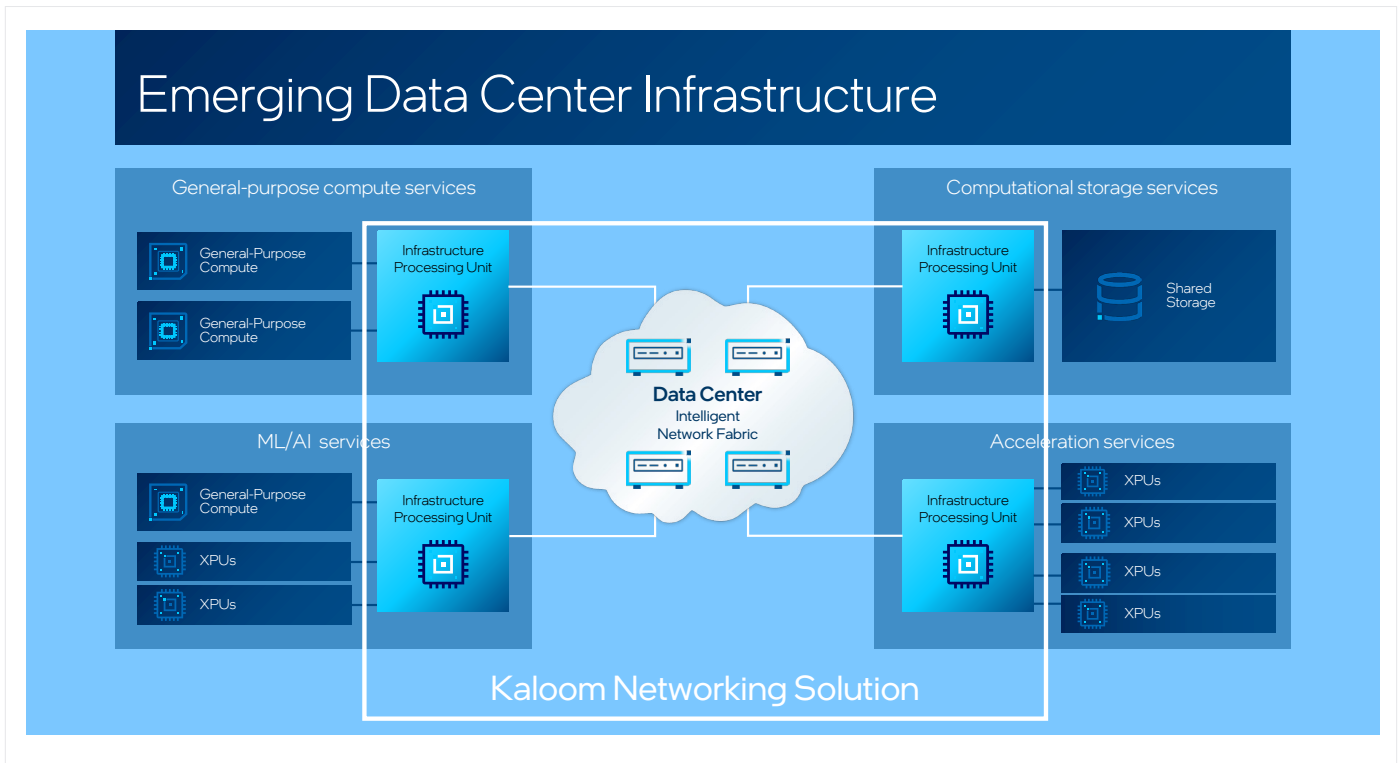 Emerging Data Center Infrastructure
General-purpose compute services
General-Purpose
Compute
General-Purpose
Compute
Infrastructure
Processing Unit
Computational storage services
Infrastructure
Processing Unit
Shared
Storage
Data Center
Intelligent
Network Fabric
ML/AI services
General-Purpose
Compute
XPUs
XPUs
Infrastructure
Processing Unit
Acceleration services
Infrastructure
Processing Unit
XPUs
XPUs
XPUs
XPUs
Kaloom Networking Solution